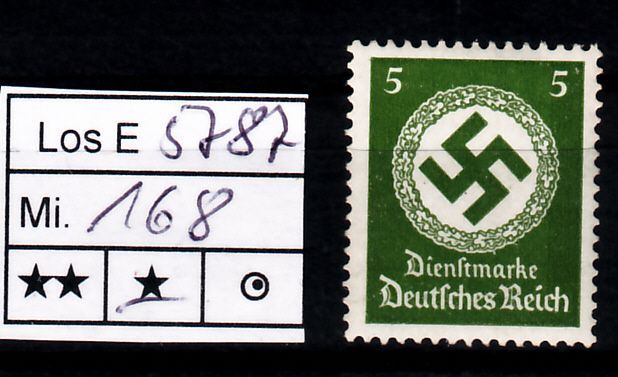 Los E 5787
Mi. 168
5 5
Dienstmarke
Deutsches Reich